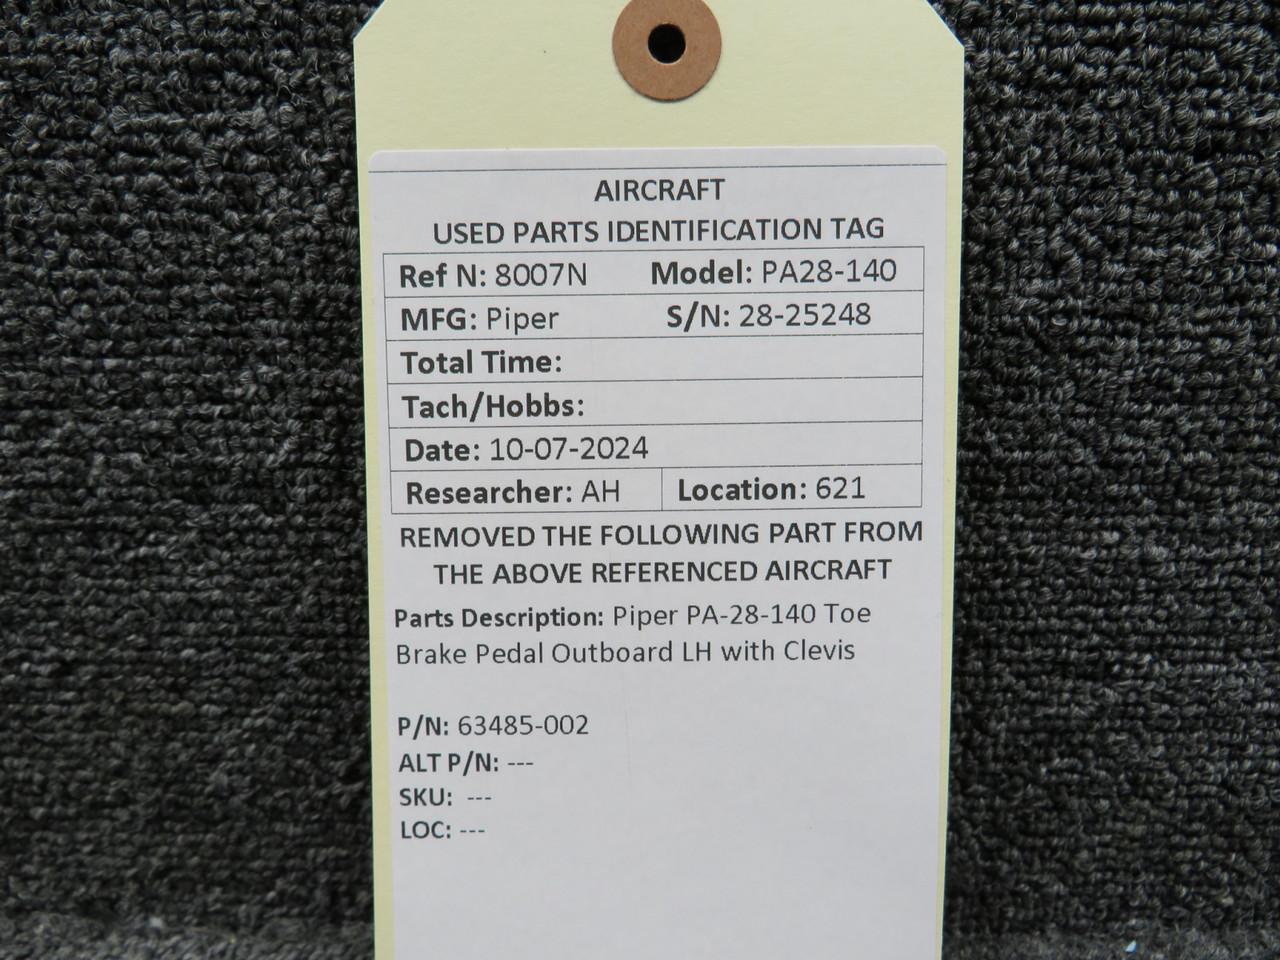 AIRCRAFT
USED PARTS IDENTIFICATION TAG
Ref N: 8007N Model: PA28-140
MFG: Piper S/N: 28-25248
Total Time:
Tach/Hobbs:
Date: 10-07-2024
Researcher: AH Location: 621
REMOVED THE FOLLOWING PART FROM
THE ABOVE REFERENCED AIRCRAFT
Parts Description: Piper PA-28-140 Toe
Brake Pedal Outboard LH with Clevis
P/N: 63485-002
ALT P/N: ---
SKU: ---
LOC: ---